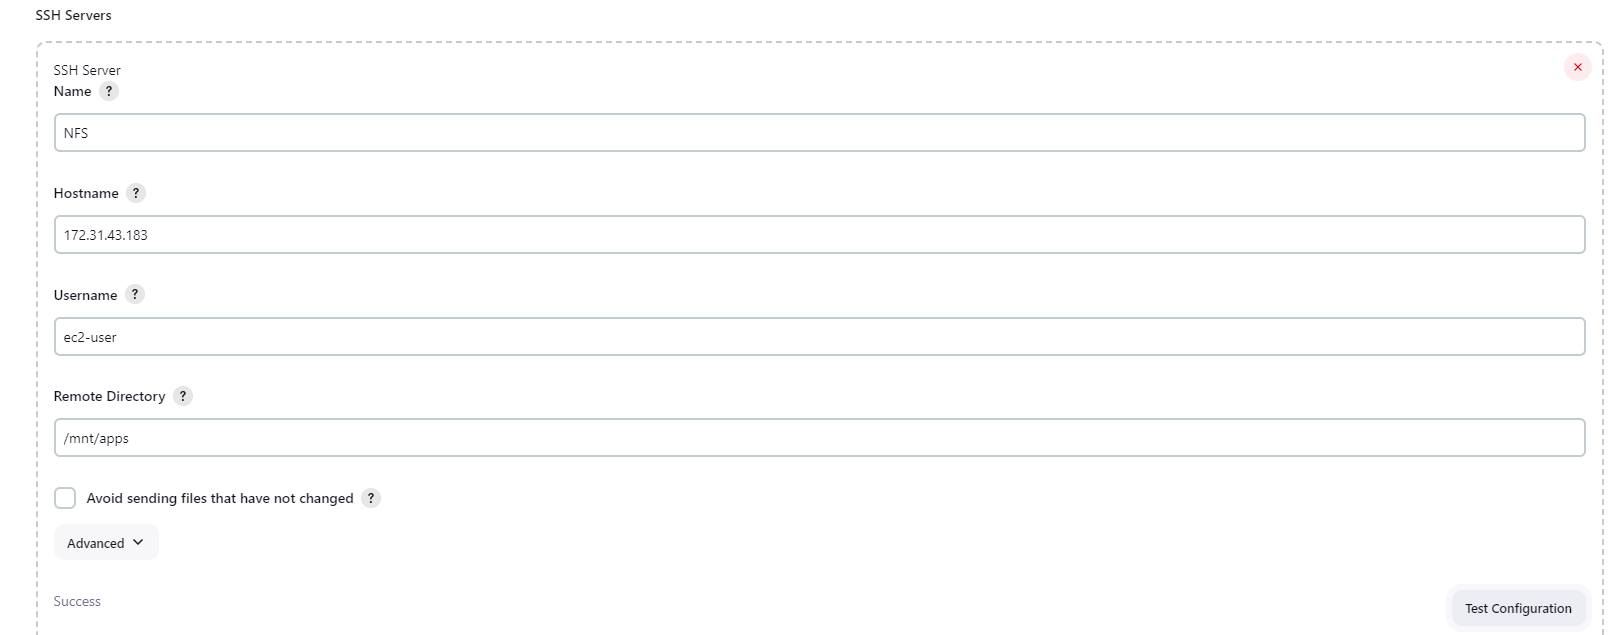 SSH Servers
SSH Server
Name ?
NFS
Hostname ?
172.31.43.183
Username ?
ec2-user
Remote Directory ?
/mnt/apps
Avoid sending files that have not changed ?
Advanced
Success
Test Configuration